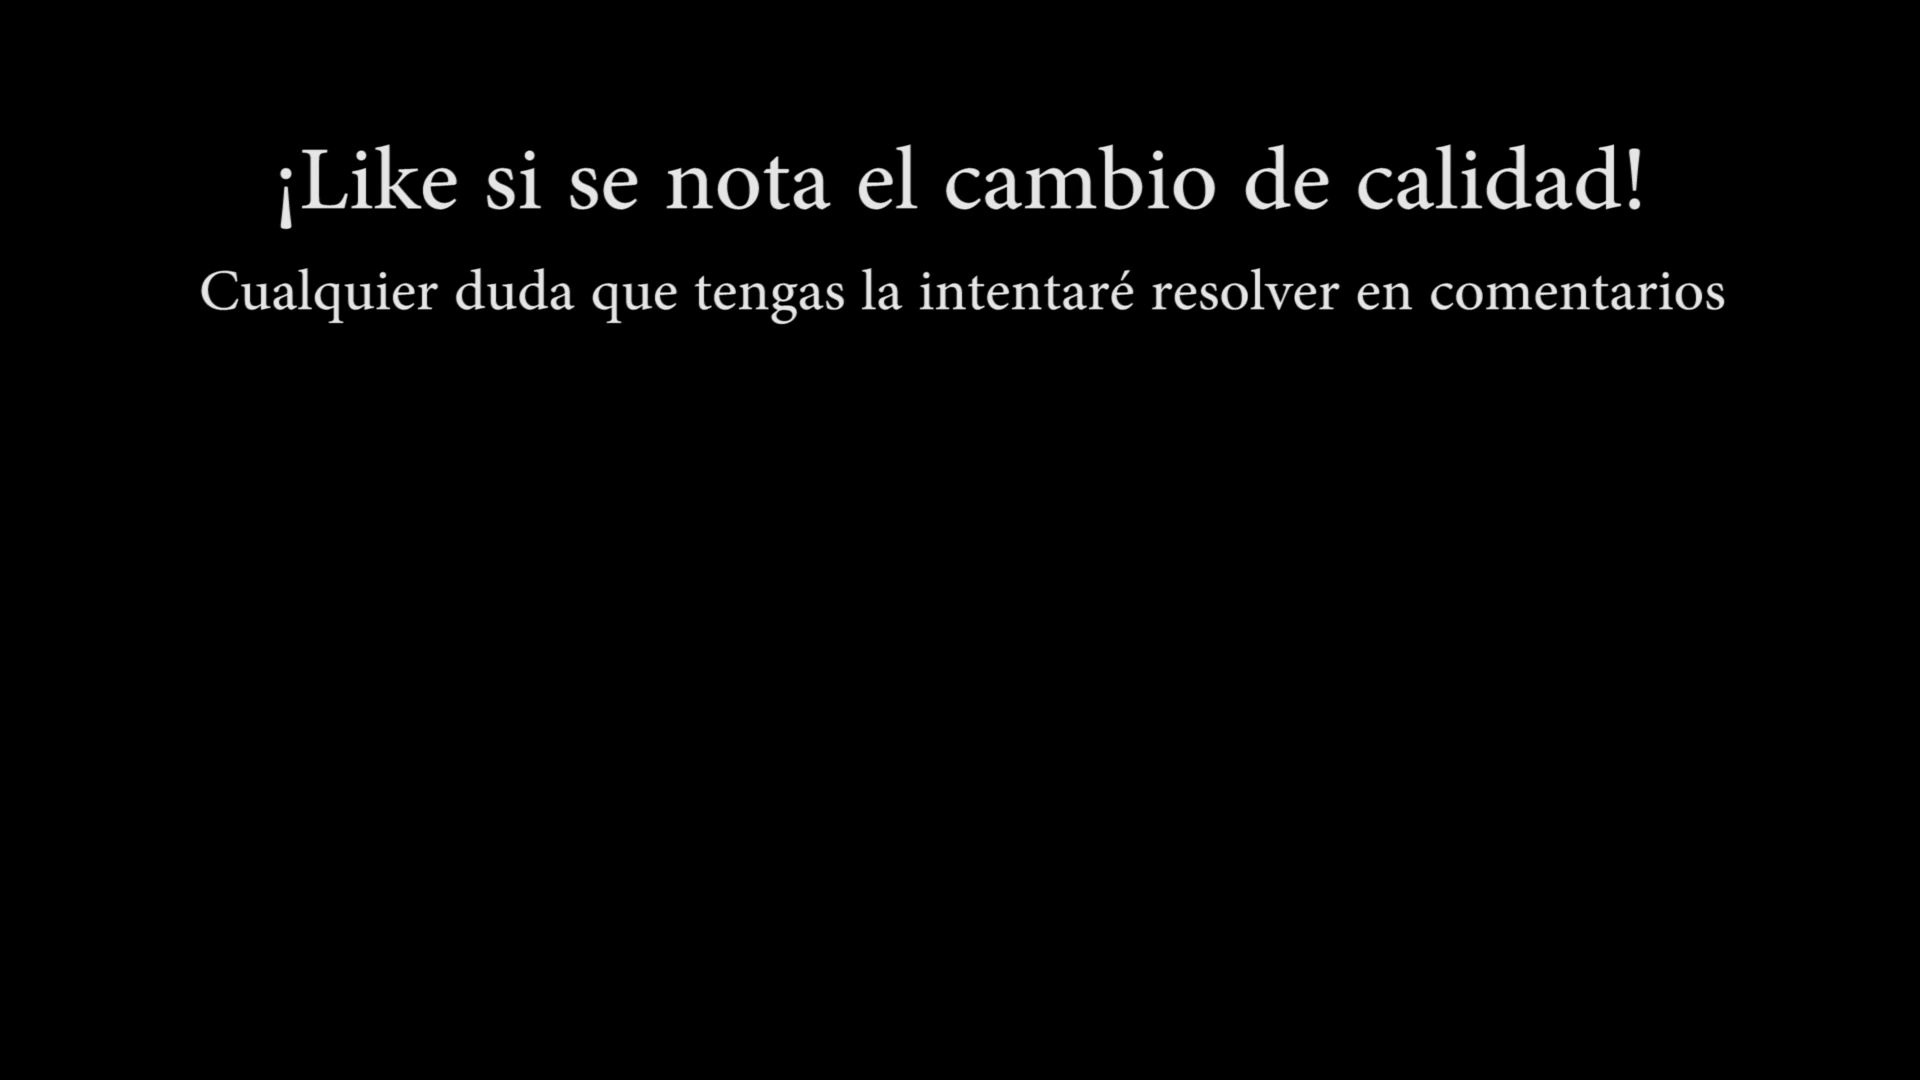 ¡Like si se nota el cambio de calidad!
Cualquier duda que tengas la intentaré resolver en comentarios